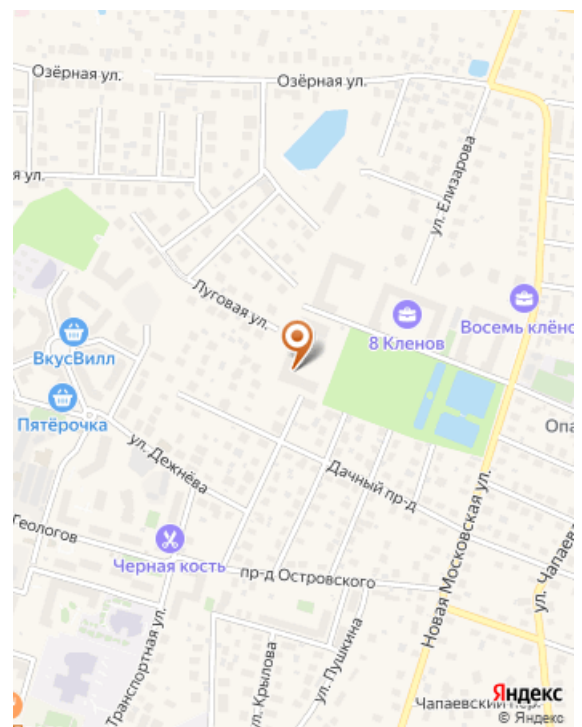 Озёрная ул.
Озёрная ул.
я ул.
ул. Елизарова
Луговая ул.
8 Кленов
Восемь клёно
ВкусВилл
Пятёрочка
Опа
ул. Дежнёва
Дачный пр-д
Геологов
Черная кость
пр-д Островского
Новая Московская ул.
ул. Чапаев
Транспортная ул.
ул. Крылова
ул. Пушкина
Чапаевский пер.
Яндекс
© Яндекс